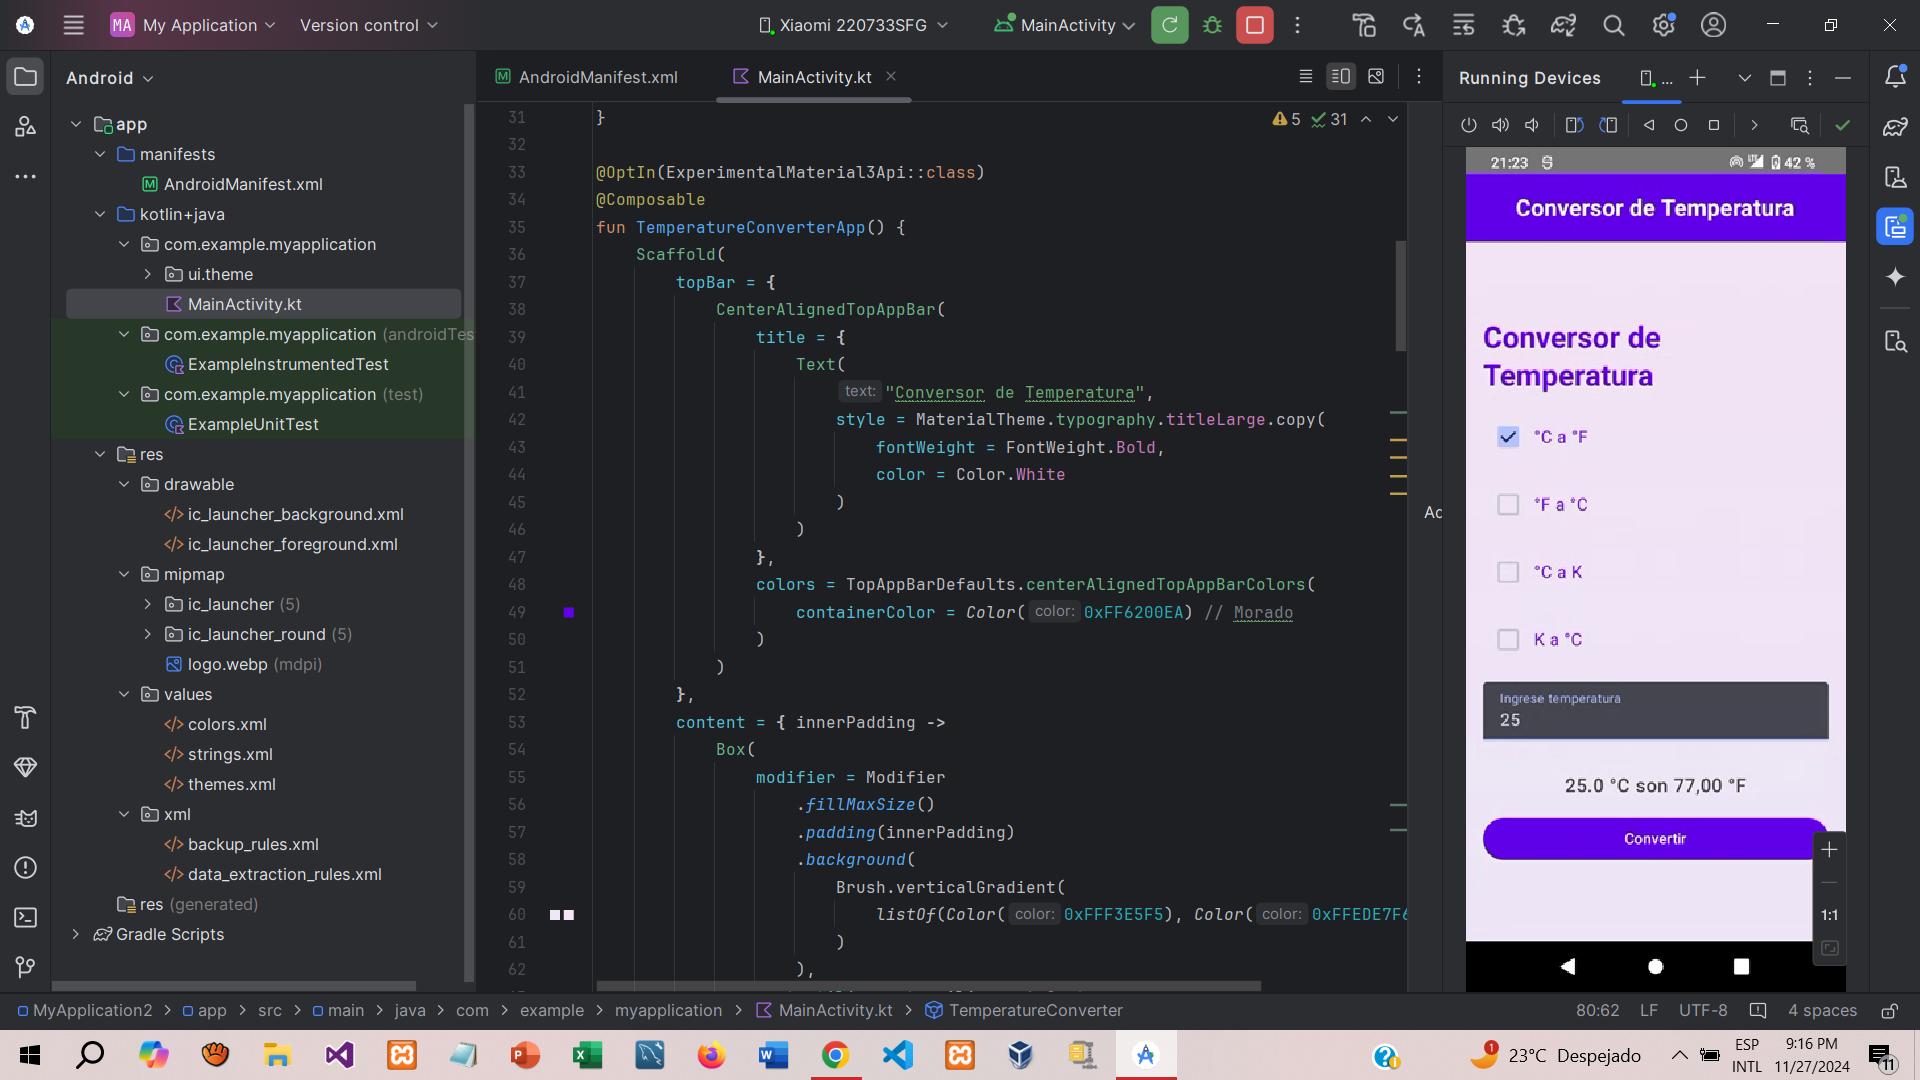 MA My Application
Version control
Xiaomi 220733SFG
MainActivity
Android
AndroidManifest.xml
MainActivity.kt
Running Devices
...
app
manifests
AndroidManifest.xml
kotlin+java
com.example.myapplication
ui.theme
MainActivity.kt
com.example.myapplication (androidTes
ExampleInstrumentedTest
com.example.myapplication (test)
ExampleUnitTest
res
drawable
ic_launcher_background.xml
ic_launcher_foreground.xml
mipmap
ic_launcher (5)
ic_launcher_round (5)
logo.webp (mdpi)
values
colors.xml
strings.xml
themes.xml
xml
backup_rules.xml
data_extraction_rules.xml
res (generated)
Gradle Scripts
5 31
31 }
32
33 @OptIn(ExperimentalMaterial3Api::class)
34 @Composable
35 fun TemperatureConverterApp() {
36 Scaffold(
37 topBar = {
38 CenterAlignedTopAppBar(
39 title = {
40 Text(
41 text: "Conversor de Temperatura",
42 style = MaterialTheme.typography.titleLarge.copy(
43 fontWeight = FontWeight.Bold,
44 color = Color.White
45 )
46 )
47 },
48 colors = TopAppBarDefaults.centerAlignedTopAppBarColors(
49 containerColor = Color( color: 0xFF6200EA) // Morado
50 )
51 )
52 },
53 content = { innerPadding ->
54 Box(
55 modifier = Modifier
56 .fillMaxSize()
57 .padding(innerPadding)
58 .background(
59 Brush.verticalGradient(
60 listOf(Color( color: 0xFFF3E5F5), Color( color: 0xFFEDE7F6
61 )
62 ),
Ac
21:23 42 %
Conversor de Temperatura
Conversor de
Temperatura
°C a °F
°F a °C
°C a K
K a °C
Ingrese temperatura
25
25.0 °C son 77,00 °F
Convertir
1:1
MyApplication2 > app > src > main > java > com > example > myapplication > MainActivity.kt > TemperatureConverter
80:62 LF UTF-8 4 spaces
1
23°C Despejado
ESP
INTL
9:16 PM
11/27/2024
11